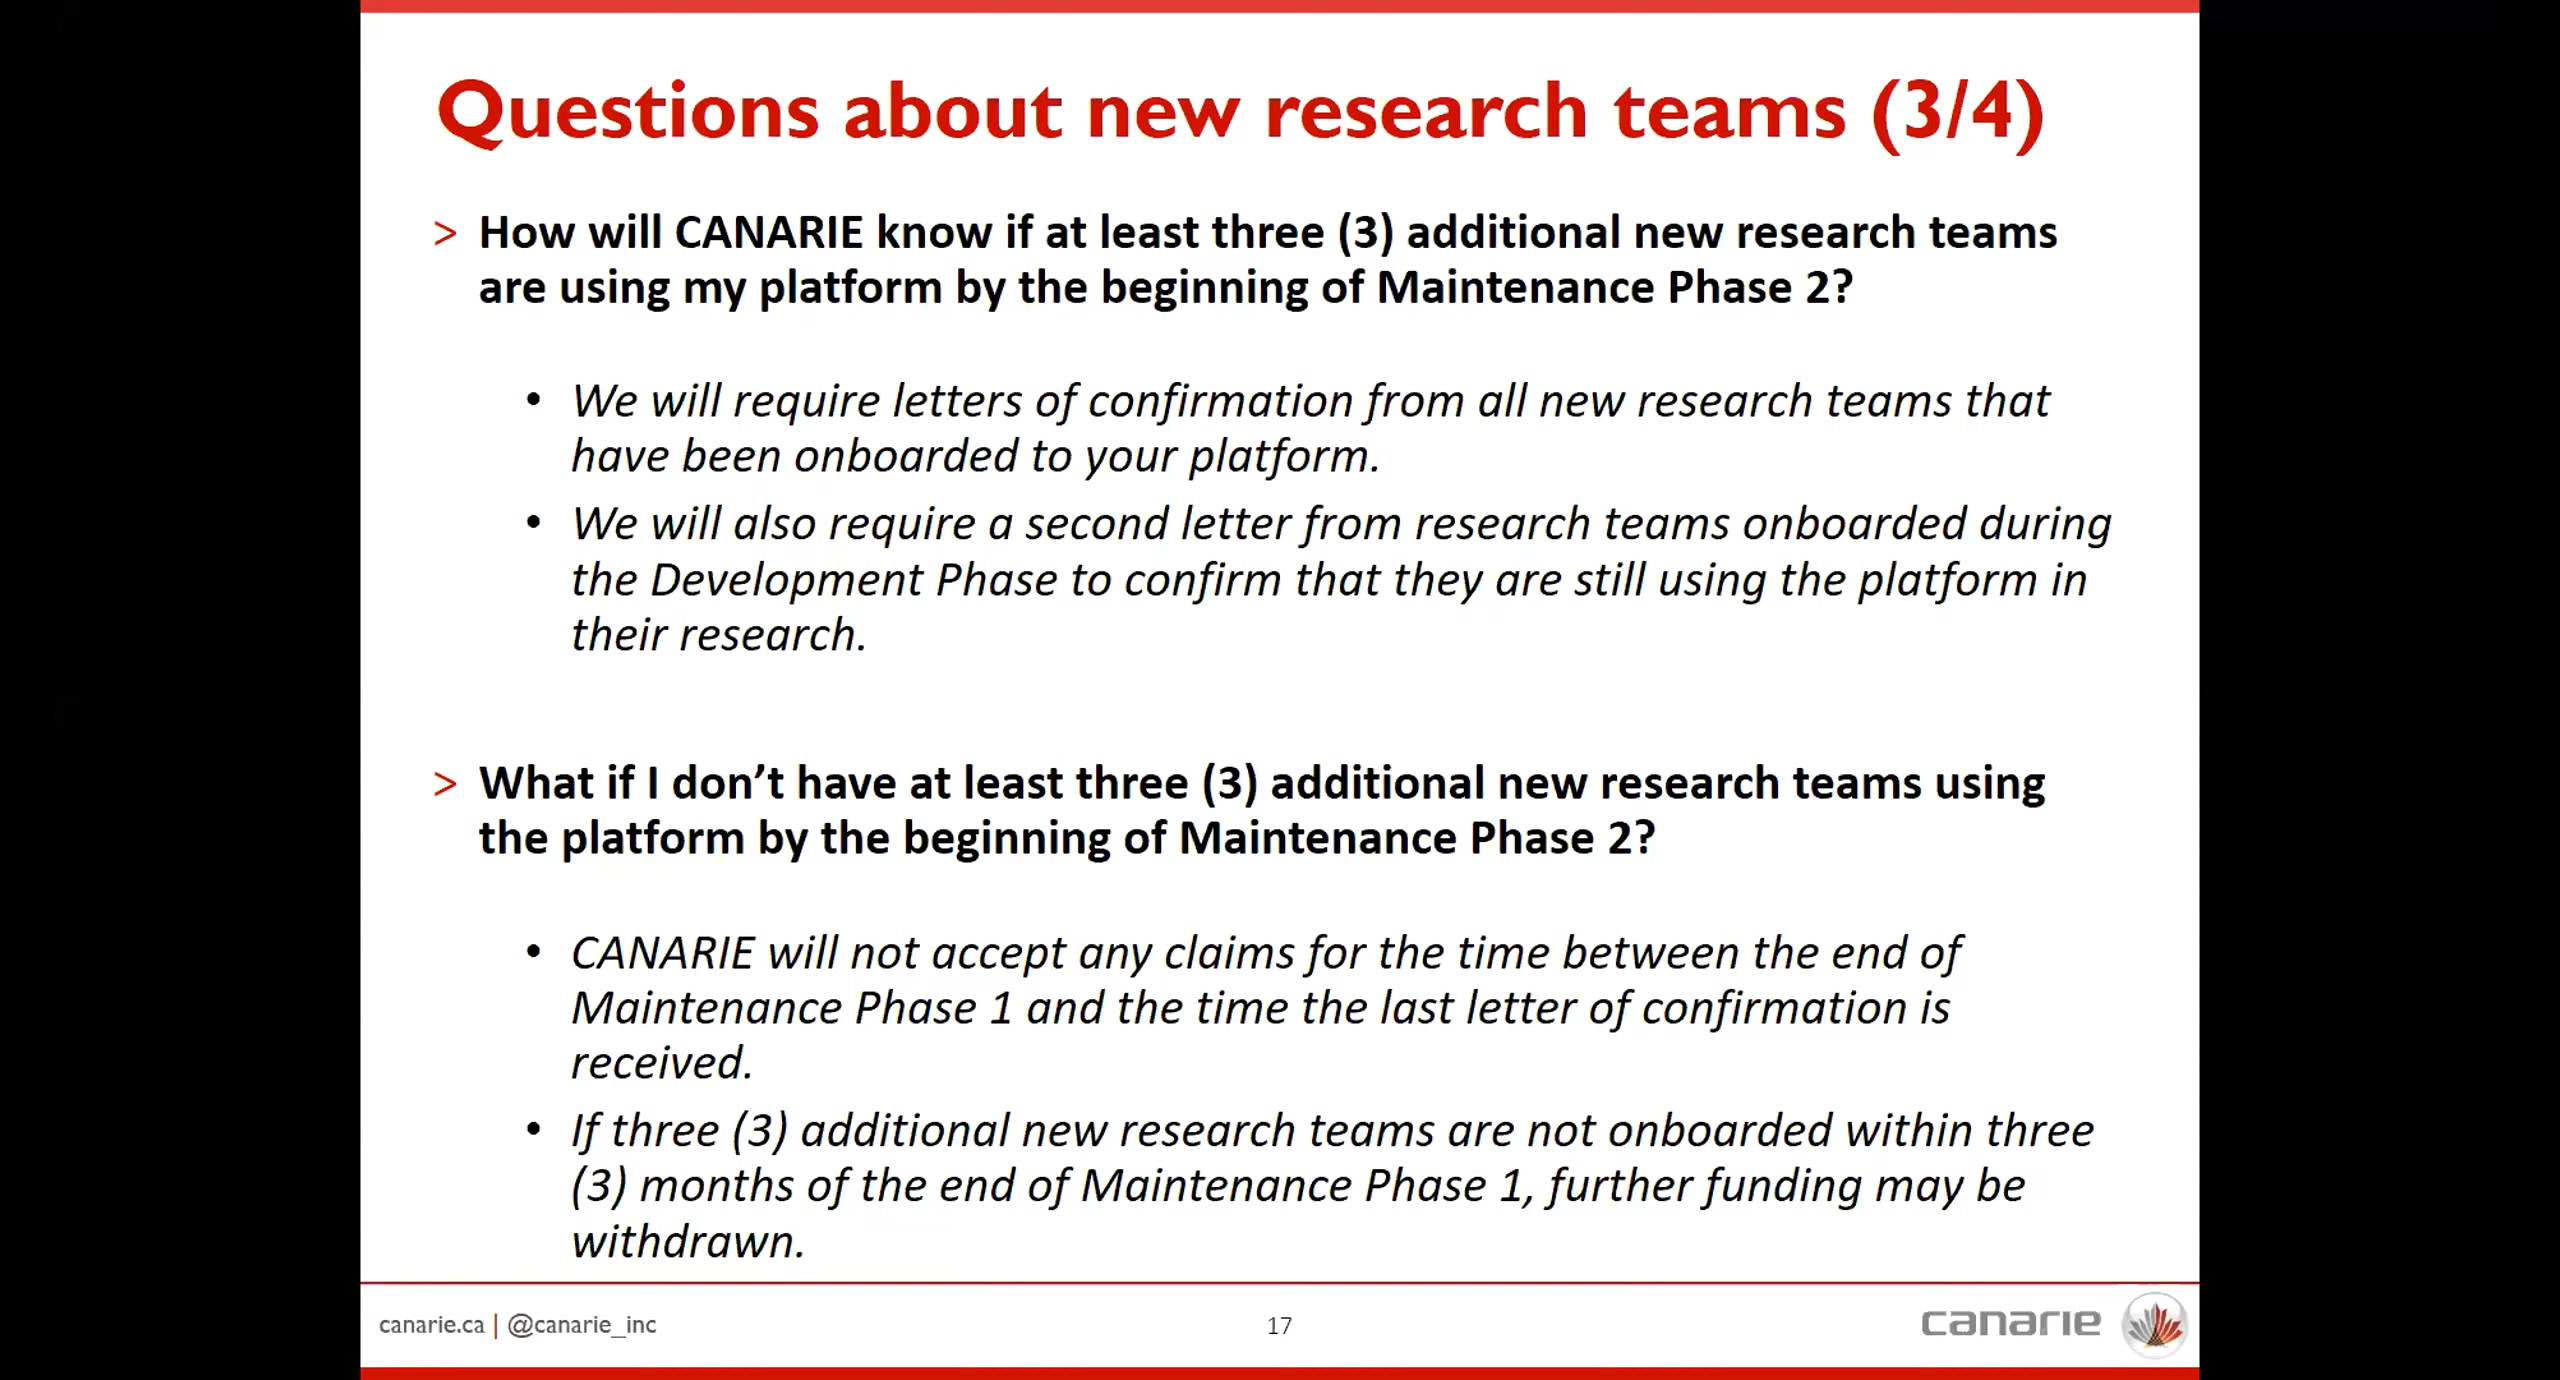 Questions about new research teams (3/4)
> How will CANARIE know if at least three (3) additional new research teams
are using my platform by the beginning of Maintenance Phase 2?
• We will require letters of confirmation from all new research teams that
have been onboarded to your platform.
• We will also require a second letter from research teams onboarded during
the Development Phase to confirm that they are still using the platform in
their research.
> What if I don’t have at least three (3) additional new research teams using
the platform by the beginning of Maintenance Phase 2?
• CANARIE will not accept any claims for the time between the end of
Maintenance Phase 1 and the time the last letter of confirmation is
received.
• If three (3) additional new research teams are not onboarded within three
(3) months of the end of Maintenance Phase 1, further funding may be
withdrawn.
canarie.ca | @canarie_inc
17
canarie